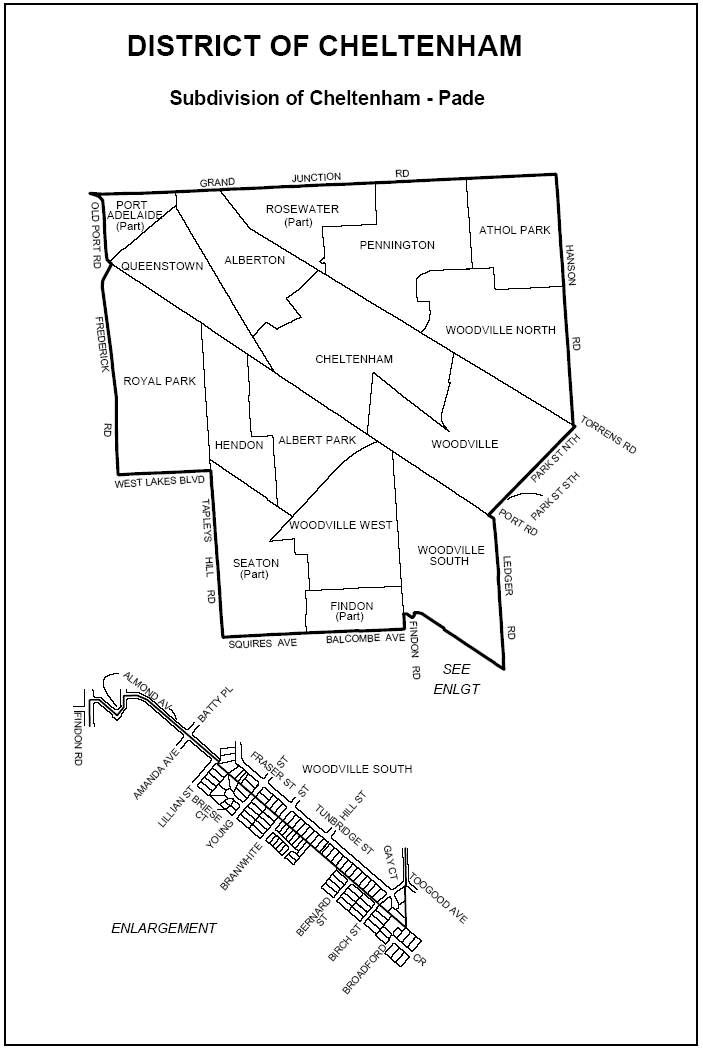 DISTRICT OF CHELTENHAM
Subdivision of Cheltenham - Pade
GRAND JUNCTION RD
OLD PORT RD
PORT
ADELAIDE
(Part)
ROSEWATER
(Part)
PENNINGTON
ATHOL PARK
QUEENSTOWN
ALBERTON
HANSON RD
FREDERICK RD
WOODVILLE NORTH
CHELTENHAM
ROYAL PARK
HENDON
ALBERT PARK
WOODVILLE
TORRENS RD
PARK ST NTH
PARK ST STH
PORT RD
WEST LAKES BLVD
TAPLEYS HILL RD
WOODVILLE WEST
WOODVILLE
SOUTH
SEATON
(Part)
LEDGER RD
FINDON
(Part)
SQUIRES AVE
BALCOMBE AVE
FINDON RD
SEE
ENLGT
ALMOND AV
BATTY PL
FINDON RD
AMANDA AVE
FRASER ST
ST
WOODVILLE SOUTH
LILLIAN ST
BRIESE
CT
ST
TUNBRIDGE ST
HILL ST
YOUNG
BRANWHITE
GAY CT
TOOGOOD AVE
BERNARD
ST
BIRCH ST
BROADFORD
CR
ENLARGEMENT